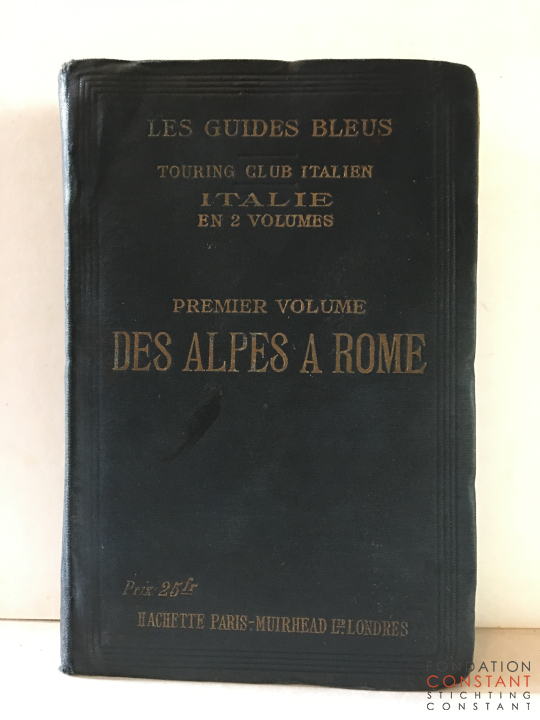 LES GUIDES BLEUS
TOURING CLUB ITALIEN
ITALIE
EN 2 VOLUMES
PREMIER VOLUME
DES ALPES A ROME
Prix 25fr
HACHETTE PARIS-MUIRHEAD LTD LONDRES
FONDATION
CONSTANT
STICHTING
CONSTANT